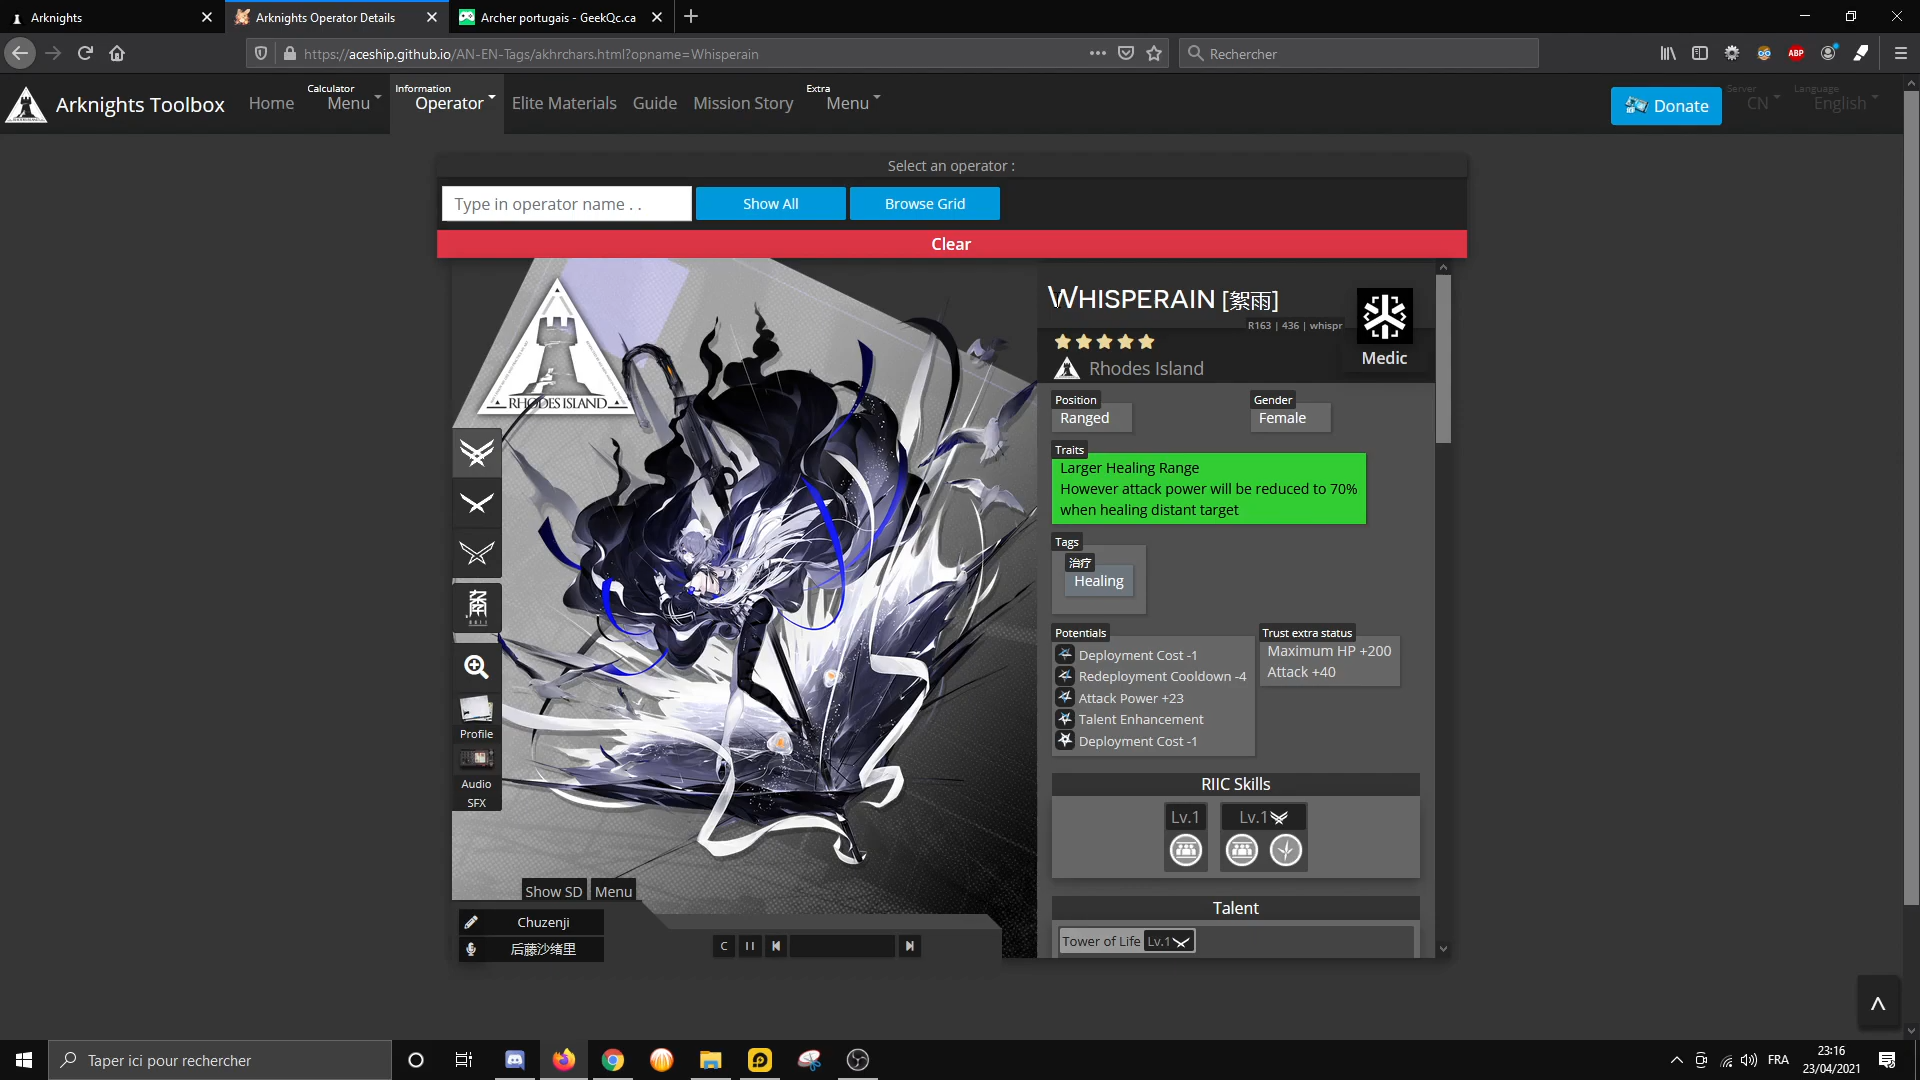 Arknights
Arknights Operator Details
Archer portugais - GeekQc.ca
https://aceship.github.io/AN-EN-Tags/akhrchars.html?opname=Whisperain
Rechercher
ABP
Arknights Toolbox
Home
Calculator
Menu
Information
Operator
Elite Materials
Guide
Mission Story
Extra
Menu
Donate
Server
CN
Language
English
Select an operator :
Type in operator name . .
Show All
Browse Grid
Clear
RHODES ISLAND
WHISPERAIN [絮雨]
R163 | 436 | whispr
Rhodes Island
Medic
Position
Ranged
Gender
Female
Traits
Larger Healing Range
However attack power will be reduced to 70%
when healing distant target
Tags
治疗
Healing
Potentials
Deployment Cost -1
Redeployment Cooldown -4
Attack Power +23
Talent Enhancement
Deployment Cost -1
Trust extra status
Maximum HP +200
Attack +40
RIIC Skills
Lv.1
Lv.1
Talent
Tower of Life Lv.1
Profile
Audio
SFX
Show SD
Menu
Chuzenji
后藤沙绪里
C
Taper ici pour rechercher
FRA
23:16
23/04/2021